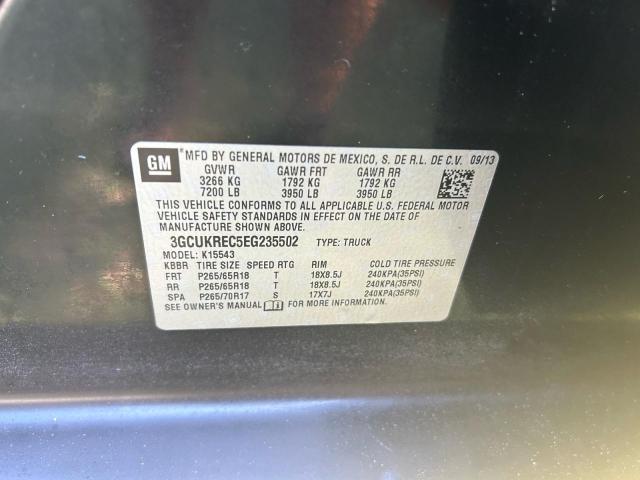 GM
MFD BY GENERAL MOTORS DE MEXICO, S. DE R.L. DE C.V. 09/13
GVWR GAWR FRT GAWR RR
3266 KG 1792 KG 1792 KG
7200 LB 3950 LB 3950 LB
THIS VEHICLE CONFORMS TO ALL APPLICABLE U.S. FEDERAL MOTOR
VEHICLE SAFETY STANDARDS IN EFFECT ON THE DATE OF
MANUFACTURE SHOWN ABOVE.
3GCUKREC5EG235502 TYPE: TRUCK
MODEL: K15543
KBBR TIRE SIZE SPEED RTG RIM COLD TIRE PRESSURE
FRT P265/65R18 T 18X8.5J 240KPA(35PSI)
RR P265/65R18 T 18X8.5J 240KPA(35PSI)
SPA P265/70R17 S 17X7J 240KPA(35PSI)
SEE OWNER'S MANUAL FOR MORE INFORMATION.